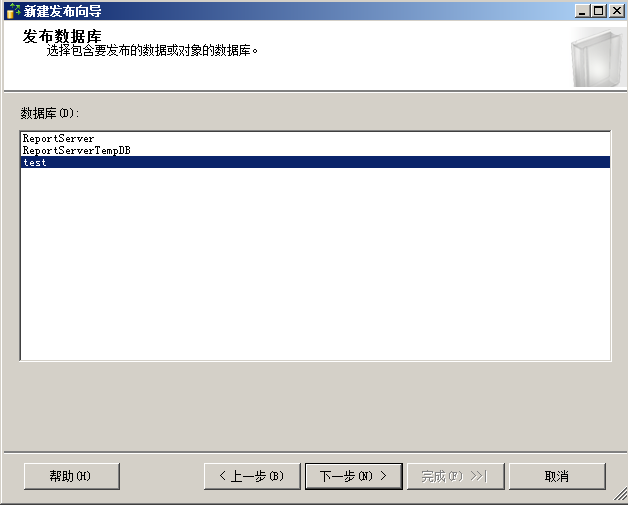 新建发布向导
发布数据库
选择包含要发布的数据或对象的数据库。
数据库(D):
ReportServer
ReportServerTempDB
test
帮助(H)
< 上一步(B)
下一步(N) >
完成(F) >>|
取消